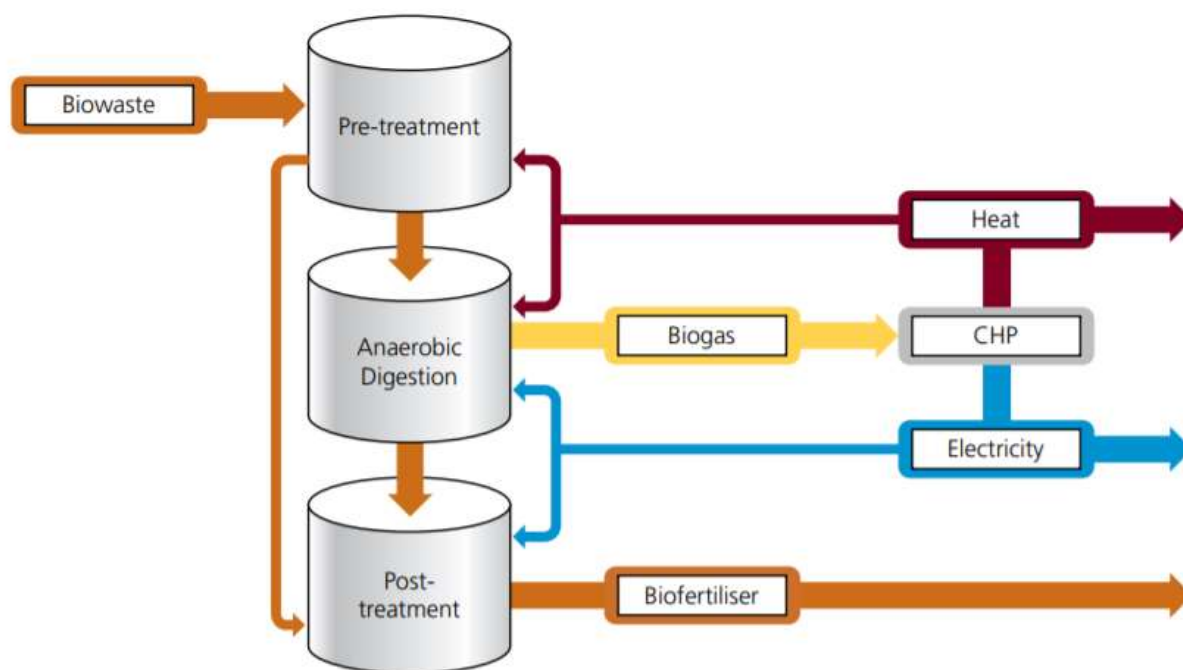 Biowaste
Pre-treatment
Heat
Anaerobic
Digestion
Biogas
CHP
Electricity
Post-
treatment
Biofertiliser